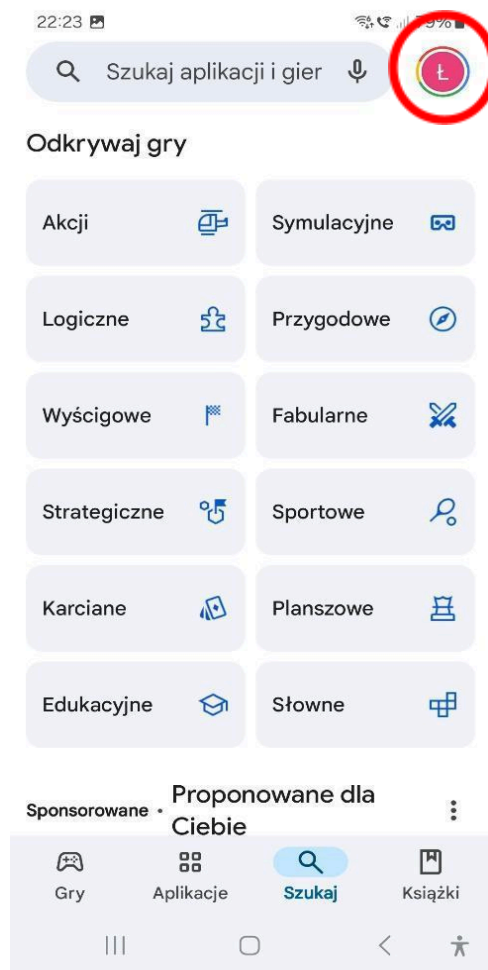 22:23 79%
Szukaj aplikacji i gier Ł
Odkrywaj gry
Akcji Symulacyjne
Logiczne Przygodowe
Wyścigowe Fabularne
Strategiczne Sportowe
Karciane Planszowe
Edukacyjne Słowne
Sponsorowane • Proponowane dla
Ciebie
Gry Aplikacje Szukaj Książki